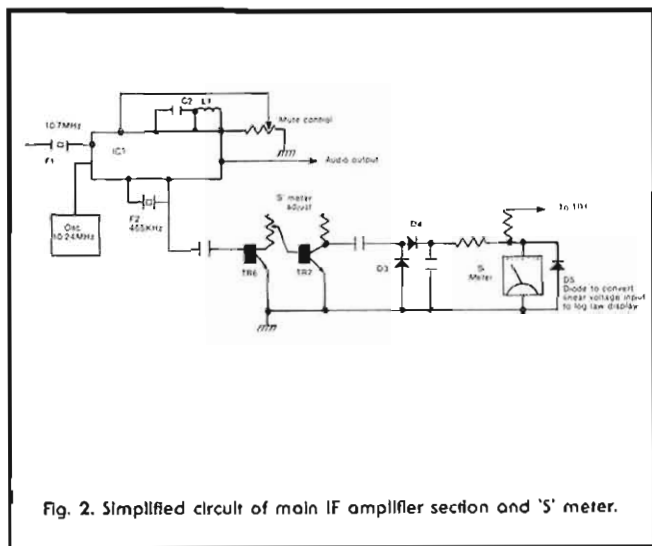 C2 L1
10.7MHz
Mute control
IC1
F1
Audio output
Osc.
10.24MHz
F2
455KHz
'S' meter
adjust
D4
To TR1
TR6
TR7
D3
S
Meter
D5
Diode to convert
linear voltage input
to log law display
Fig. 2. Simplified circuit of main IF amplifier section and 'S' meter.